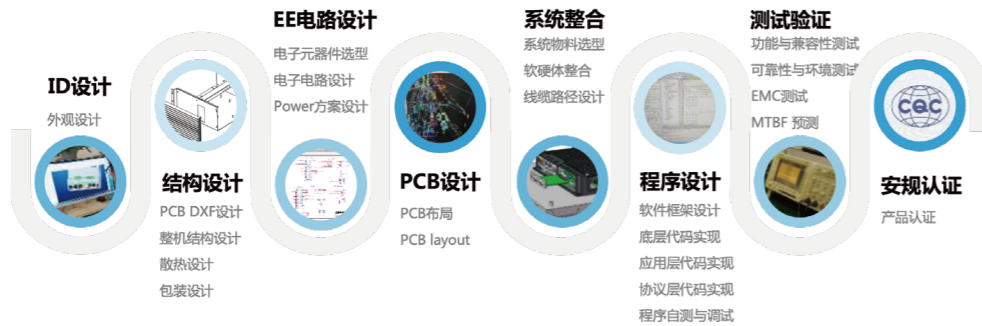 ID设计
外观设计
结构设计
PCB DXF设计
整机结构设计
散热设计
包装设计
EE电路设计
电子元器件选型
电子电路设计
Power方案设计
PCB设计
PCB布局
PCB layout
系统整合
系统物料选型
软硬体整合
线缆路径设计
程序设计
软件框架设计
底层代码实现
应用层代码实现
协议层代码实现
程序自测与调试
测试验证
功能与兼容性测试
可靠性与环境测试
EMC测试
MTBF 预测
CQC
安规认证
产品认证